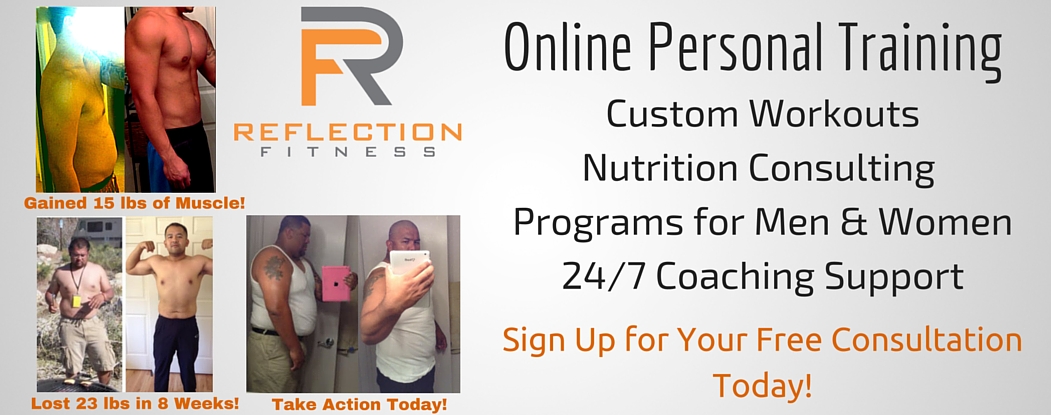 FR
REFLECTION
FITNESS
Gained 15 lbs of Muscle!
Lost 23 lbs in 8 Weeks!
Take Action Today!
Online Personal Training
Custom Workouts
Nutrition Consulting
Programs for Men & Women
24/7 Coaching Support
Sign Up for Your Free Consultation
Today!